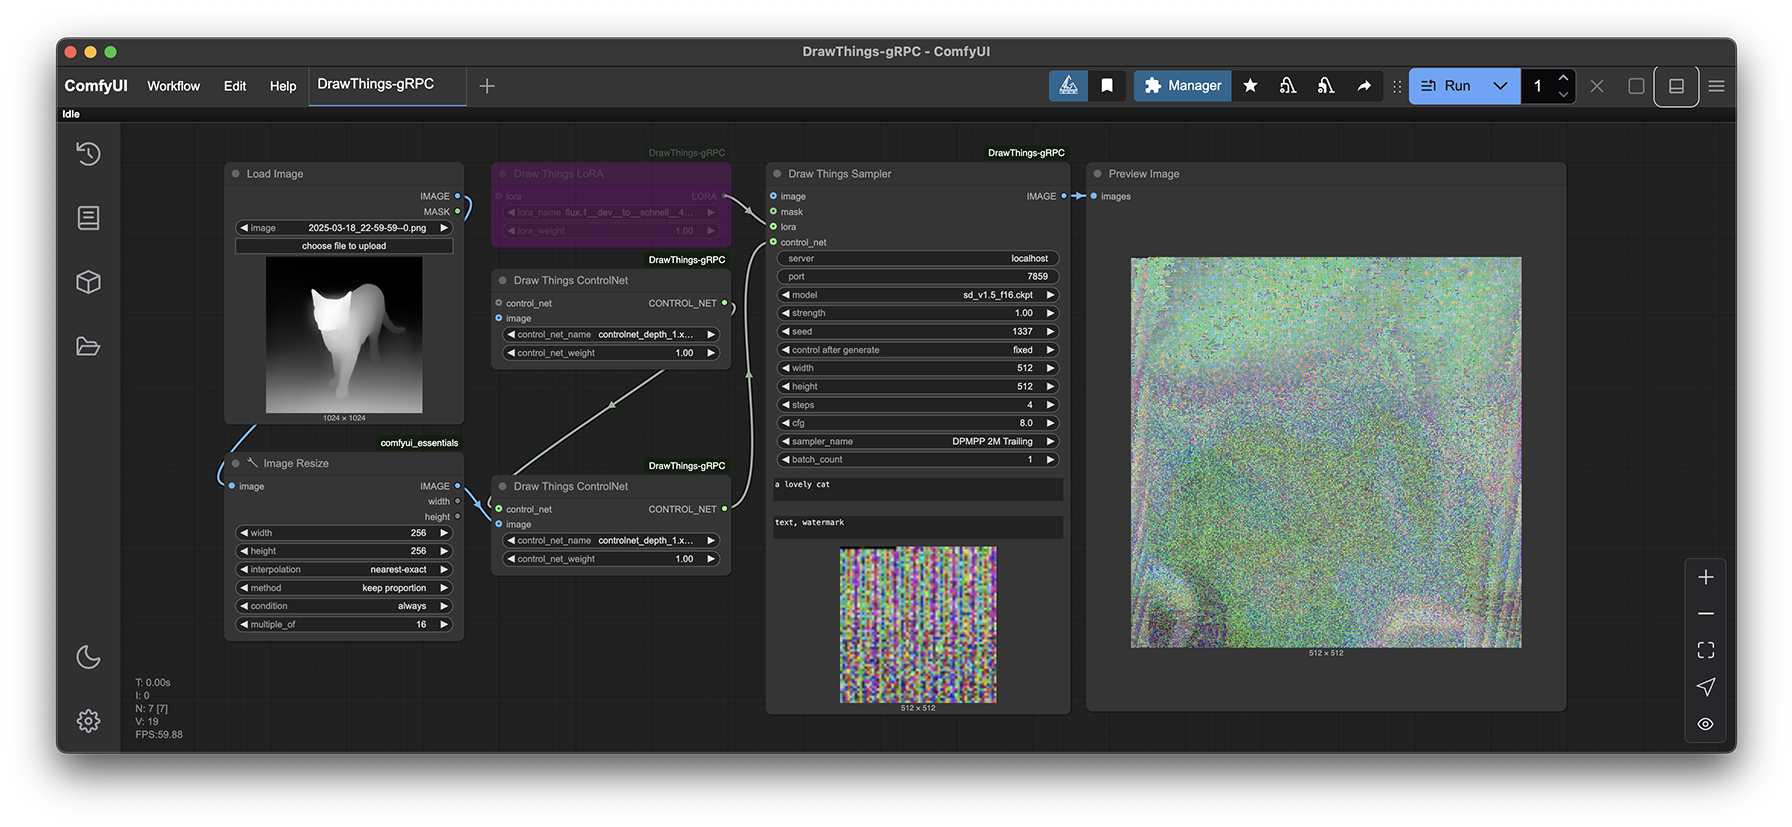 DrawThings-gRPC - ComfyUI
ComfyUI Workflow Edit Help DrawThings-gRPC
Manager Run 1
Idle
Load Image
IMAGE
MASK
image 2025-03-18_22-59-59--0.png
choose file to upload
1024 × 1024
comfyui_essentials
Image Resize
image IMAGE
width
height
width 256
height 256
interpolation nearest-exact
method keep proportion
condition always
multiple_of 16
DrawThings-gRPC
Draw Things LoRA
lora LORA
lora_name flux.1__dev__to__schnell__4...
lora_weight 1.00
DrawThings-gRPC
Draw Things ControlNet
control_net CONTROL_NET
image
control_net_name controlnet_depth_1.x...
control_net_weight 1.00
DrawThings-gRPC
Draw Things ControlNet
control_net CONTROL_NET
image
control_net_name controlnet_depth_1.x...
control_net_weight 1.00
DrawThings-gRPC
Draw Things Sampler
image IMAGE
mask
lora
control_net
server localhost
port 7859
model sd_v1.5_f16.ckpt
strength 1.00
seed 1337
control after generate fixed
width 512
height 512
steps 4
cfg 8.0
sampler_name DPMPP 2M Trailing
batch_count 1
a lovely cat
text, watermark
512 × 512
Preview Image
images
512 × 512
T: 0.00s
I: 0
N: 7 [7]
V: 19
FPS:59.88